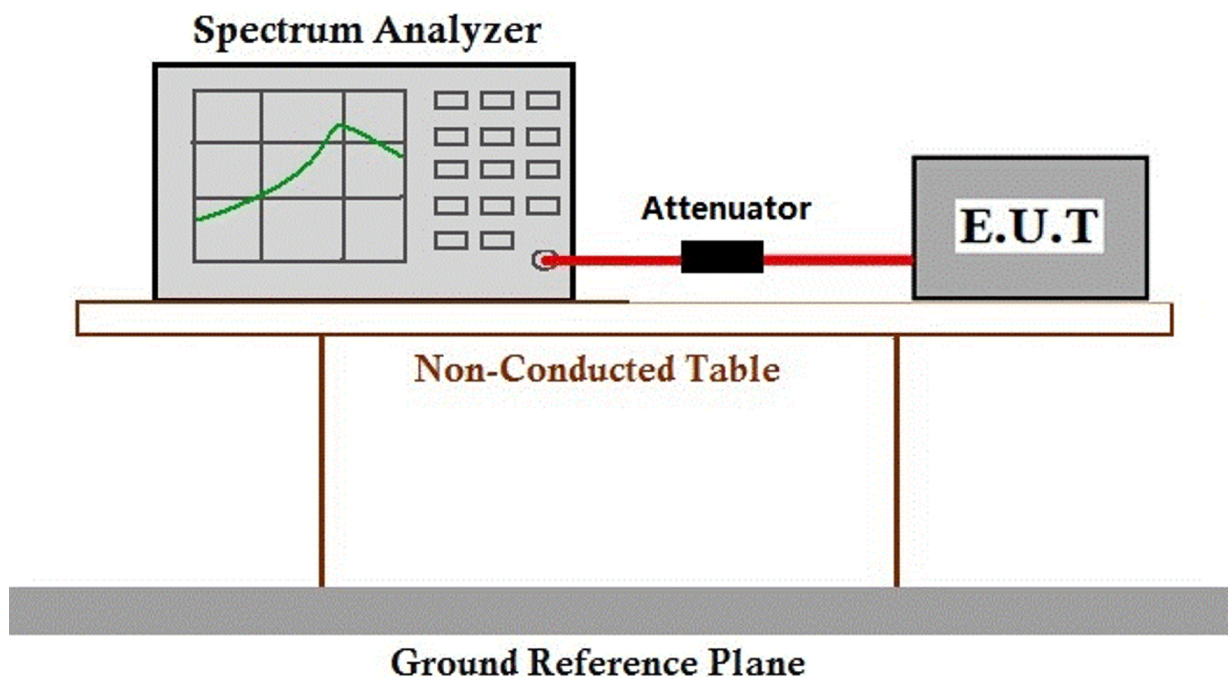 Spectrum Analyzer
Attenuator
E.U.T
Non-Conducted Table
Ground Reference Plane